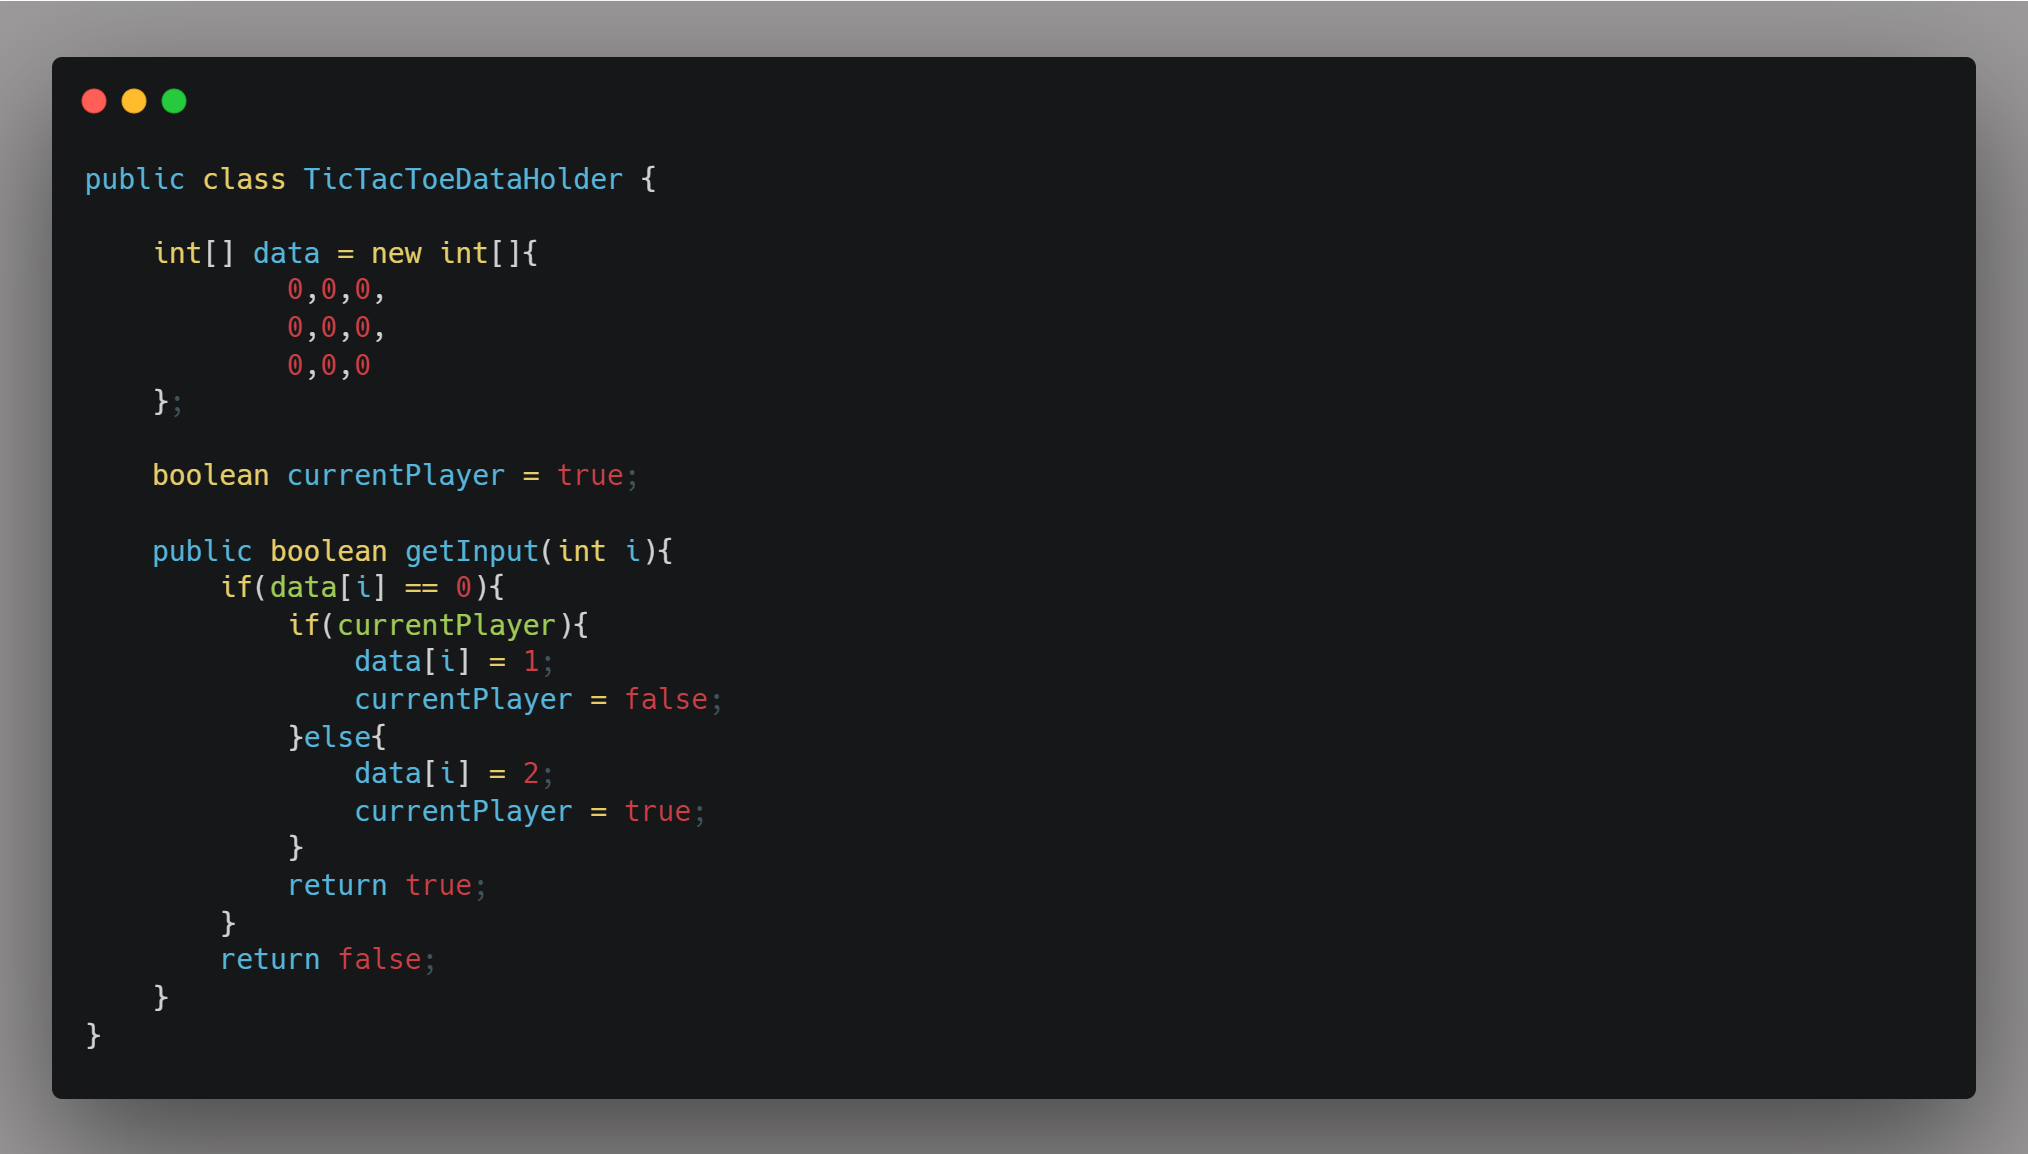 public class TicTacToeDataHolder {

    int[] data = new int[]{
            0,0,0,
            0,0,0,
            0,0,0
    };

    boolean currentPlayer = true;

    public boolean getInput(int i){
        if(data[i] == 0){
            if(currentPlayer){
                data[i] = 1;
                currentPlayer = false;
            }else{
                data[i] = 2;
                currentPlayer = true;
            }
            return true;
        }
        return false;
    }
}